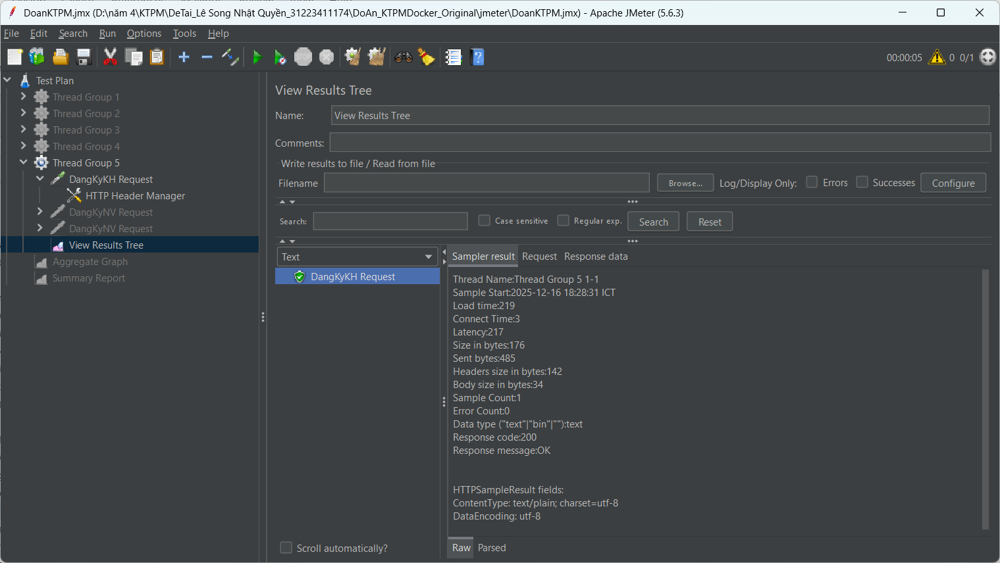 DoanKTPM.jmx (D:\năm 4\KTPM\DeTai_Lê Song Nhật Quyền_31223411174\DoAn_KTPMDocker_Original\jmeter\DoanKTPM.jmx) - Apache JMeter (5.6.3)
File Edit Search Run Options Tools Help
STOP
00:00:05 0 0/1
Test Plan
Thread Group 1
Thread Group 2
Thread Group 3
Thread Group 4
Thread Group 5
DangKyKH Request
HTTP Header Manager
DangKyNV Request
DangKyNV Request
View Results Tree
Aggregate Graph
Summary Report
View Results Tree
Name: View Results Tree
Comments:
Write results to file / Read from file
Filename Browse... Log/Display Only: Errors Successes Configure
Search: Case sensitive Regular exp. Search Reset
Text
DangKyKH Request
Scroll automatically?
Sampler result Request Response data
Thread Name:Thread Group 5 1-1
Sample Start:2025-12-16 18:28:31 ICT
Load time:219
Connect Time:3
Latency:217
Size in bytes:176
Sent bytes:485
Headers size in bytes:142
Body size in bytes:34
Sample Count:1
Error Count:0
Data type ("text"|"bin"|""):text
Response code:200
Response message:OK
HTTPSampleResult fields:
ContentType: text/plain; charset=utf-8
DataEncoding: utf-8
Raw Parsed